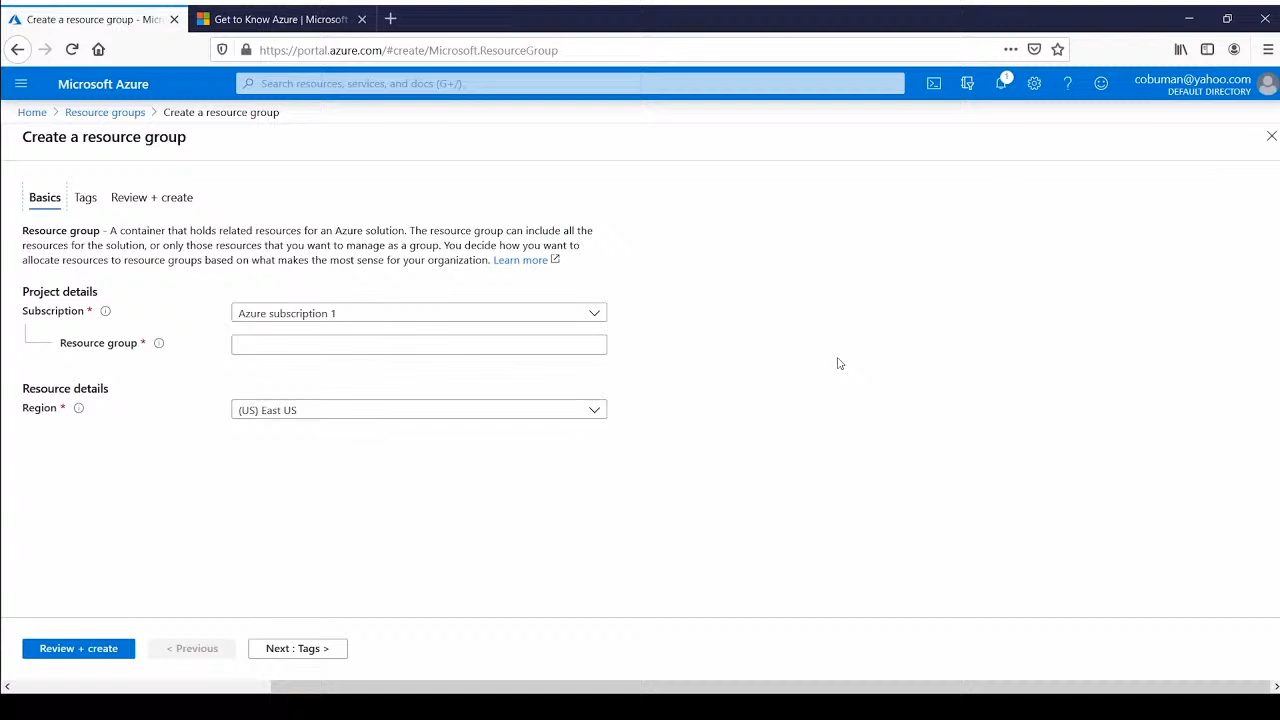 Create a resource group - Micr
Get to Know Azure | Microsoft
https://portal.azure.com/#create/Microsoft.ResourceGroup
Microsoft Azure
Search resources, services, and docs (G+/)
1
cobuman@yahoo.com
DEFAULT DIRECTORY
Home > Resource groups > Create a resource group
Create a resource group
Basics Tags Review + create
Resource group - A container that holds related resources for an Azure solution. The resource group can include all the
resources for the solution, or only those resources that you want to manage as a group. You decide how you want to
allocate resources to resource groups based on what makes the most sense for your organization. Learn more
Project details
Subscription * Azure subscription 1
Resource group *
Resource details
Region * (US) East US
Review + create < Previous Next : Tags >